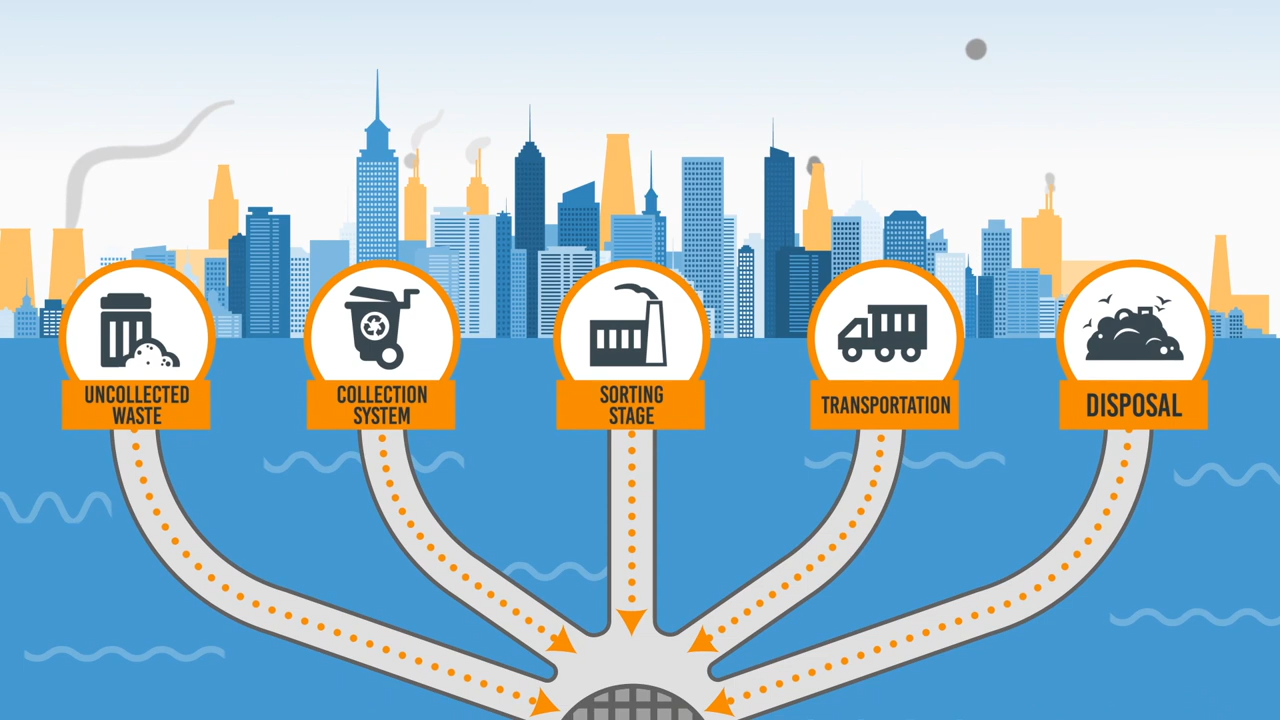 UNCOLLECTED
WASTE
COLLECTION
SYSTEM
SORTING
STAGE
TRANSPORTATION
DISPOSAL